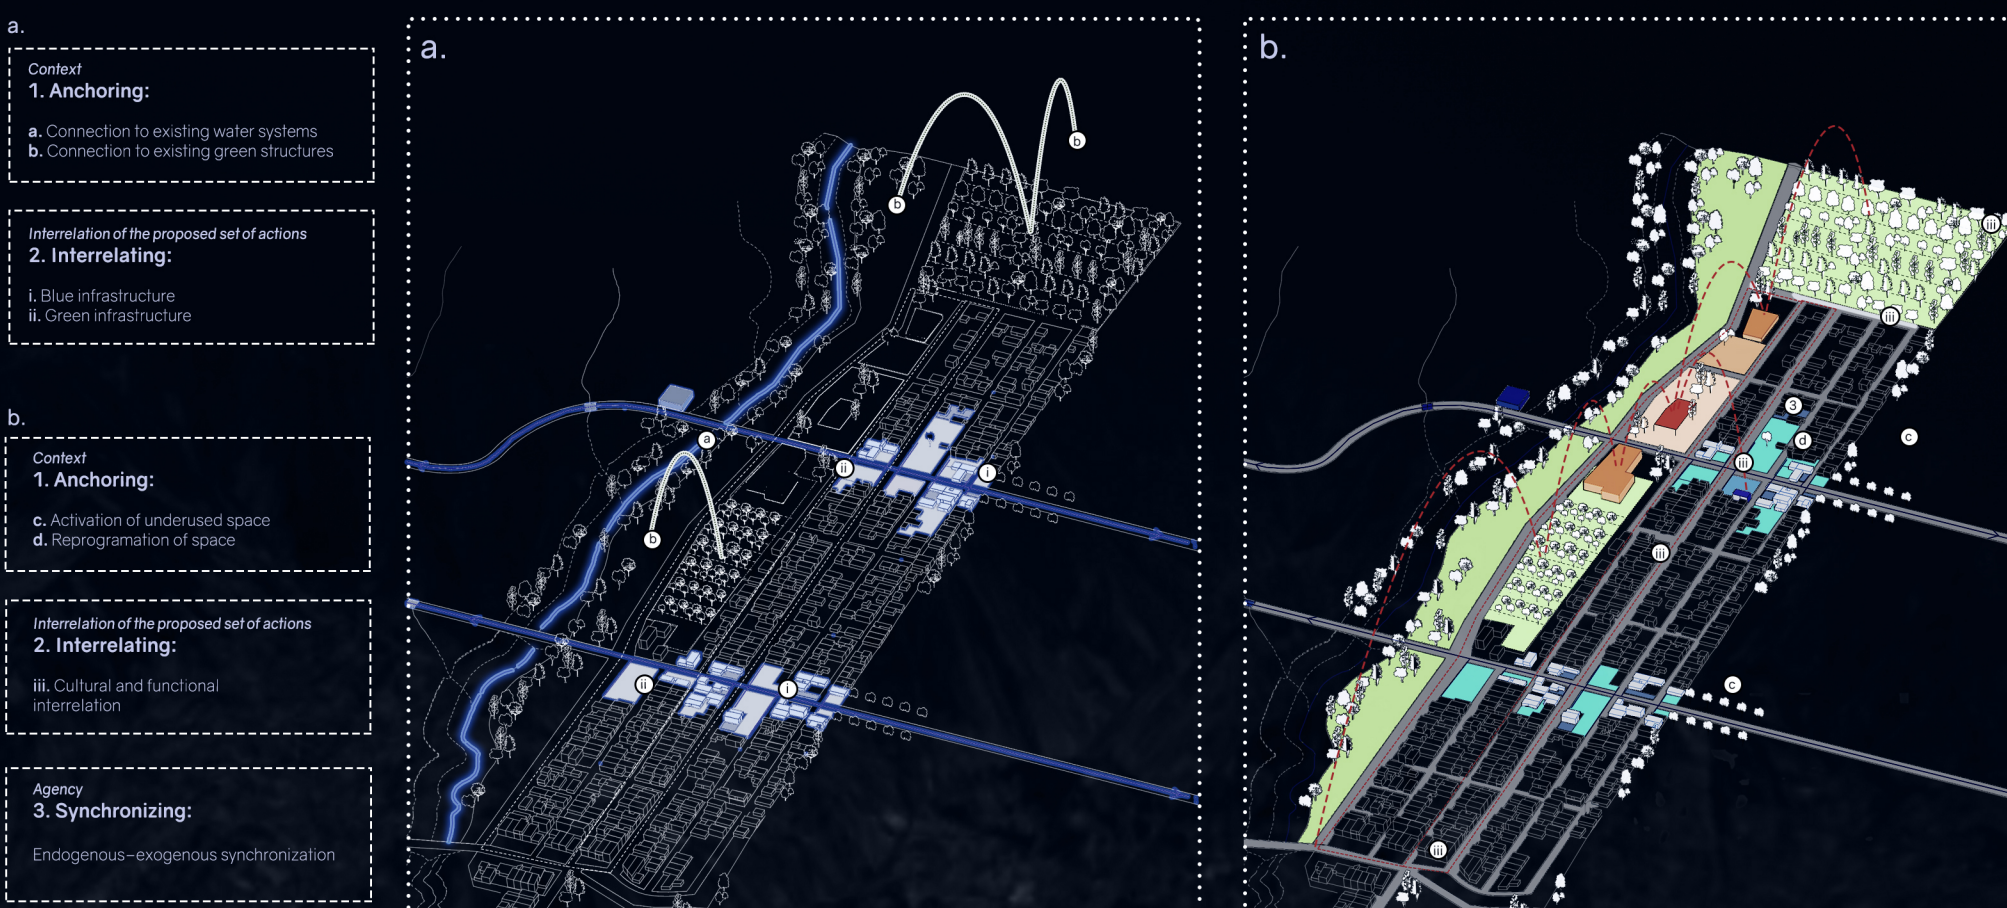 a.
Context
1. Anchoring:
a. Connection to existing water systems
b. Connection to existing green structures
Interrelation of the proposed set of actions
2. Interrelating:
i. Blue infrastructure
ii. Green infrastructure
b.
Context
1. Anchoring:
c. Activation of underused space
d. Reprogramation of space
Interrelation of the proposed set of actions
2. Interrelating:
iii. Cultural and functional
interrelation
Agency
3. Synchronizing:
Endogenous–exogenous synchronization
a.
b
b
a
ii
i
b
ii
i
b.
iii
iii
3
d
c
iii
iii
c
iii